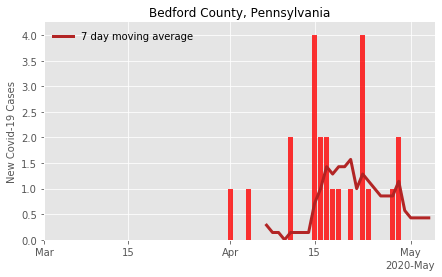 Bedford County, Pennsylvania
7 day moving average
New Covid-19 Cases
4.0
3.5
3.0
2.5
2.0
1.5
1.0
0.5
0.0
Mar
15
Apr
15
May
2020-May